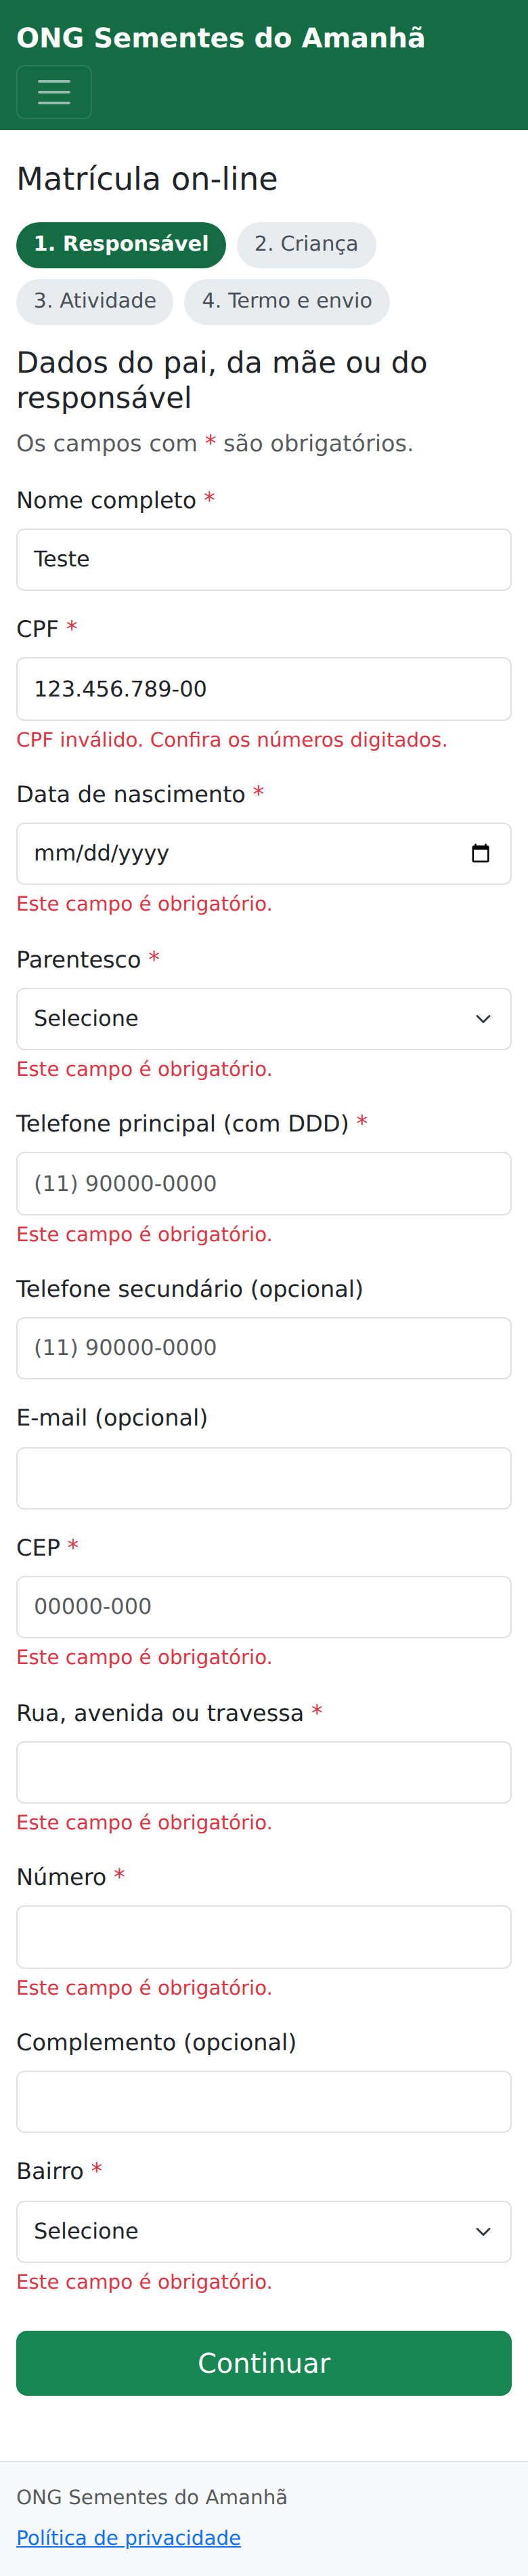 ONG Sementes do Amanhã
Matrícula on-line
1. Responsável
2. Criança
3. Atividade
4. Termo e envio
Dados do pai, da mãe ou do
responsável
Os campos com * são obrigatórios.
Nome completo *
Teste
CPF *
123.456.789-00
CPF inválido. Confira os números digitados.
Data de nascimento *
mm/dd/yyyy
Este campo é obrigatório.
Parentesco *
Selecione
Este campo é obrigatório.
Telefone principal (com DDD) *
(11) 90000-0000
Este campo é obrigatório.
Telefone secundário (opcional)
(11) 90000-0000
E-mail (opcional)
CEP *
00000-000
Este campo é obrigatório.
Rua, avenida ou travessa *
Este campo é obrigatório.
Número *
Este campo é obrigatório.
Complemento (opcional)
Bairro *
Selecione
Este campo é obrigatório.
Continuar
ONG Sementes do Amanhã
Política de privacidade